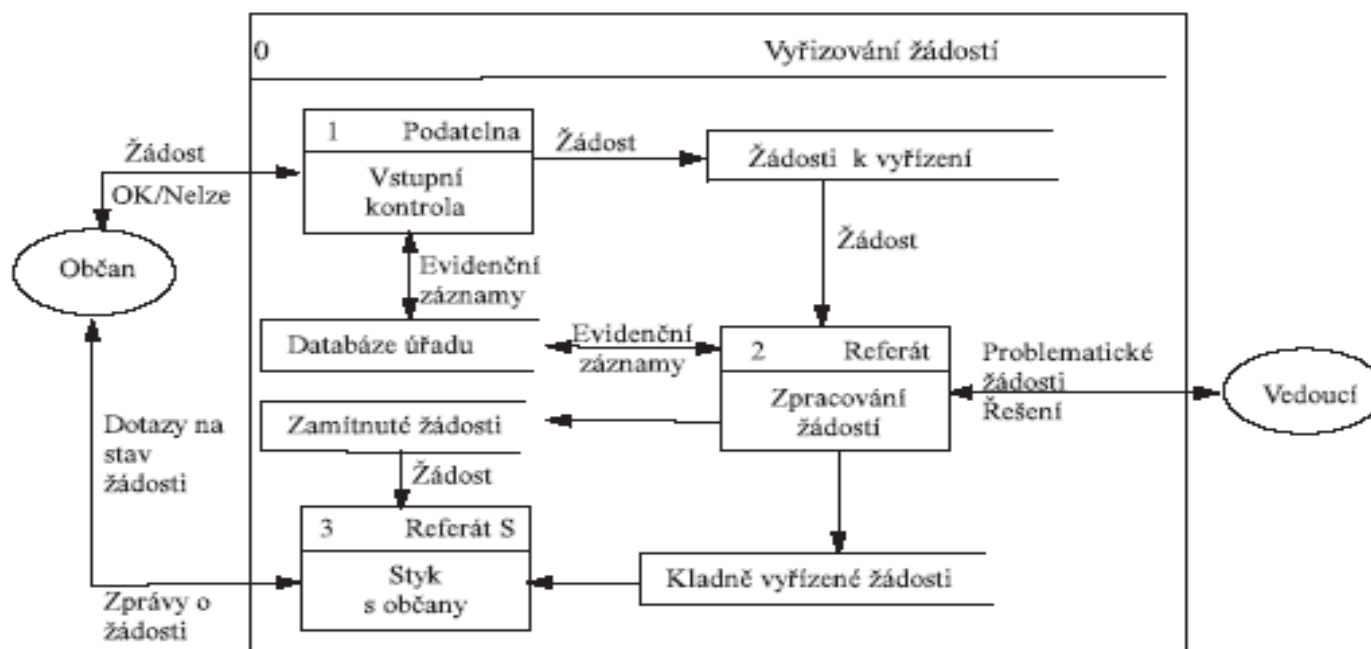 0 Vyřizování žádostí
1 Podatelna
Vstupní
kontrola
Žádost
OK/Nelze
Žádost
Žádosti k vyřízení
Občan
Evidenční
záznamy
Žádost
Databáze úřadu
Evidenční
záznamy
2 Referát
Zpracování
žádostí
Problematické
žádosti
Řešení
Vedoucí
Zamítnuté žádosti
Dotazy na
stav
žádosti
Žádost
3 Referát S
Styk
s občany
Kladně vyřízené žádosti
Zprávy o
žádosti